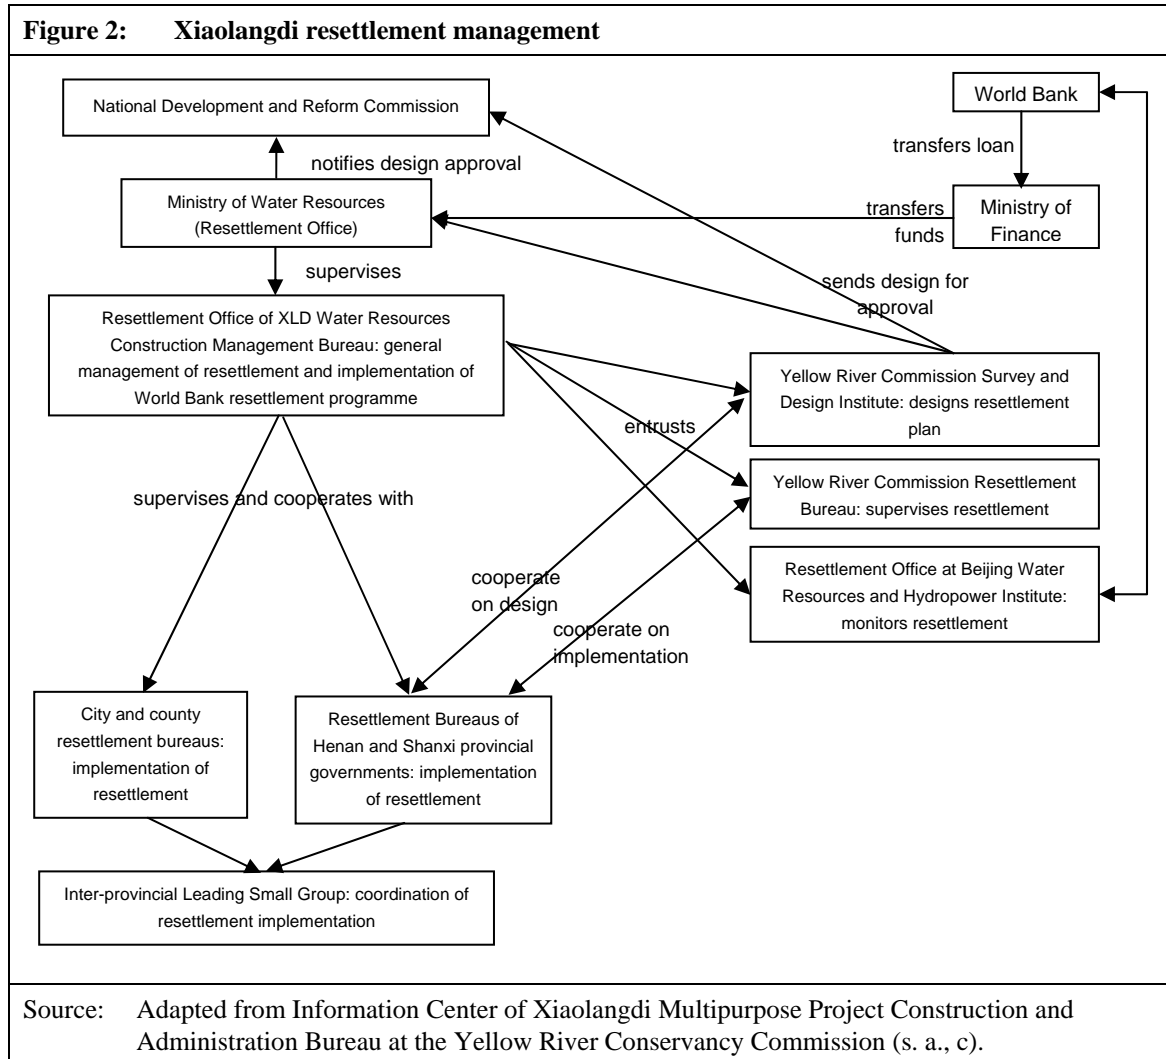 Figure 2: Xiaolangdi resettlement management
National Development and Reform Commission
World Bank
transfers loan
notifies design approval
Ministry of Water Resources
(Resettlement Office)
transfers
funds
Ministry of
Finance
supervises
sends design for
approval
Resettlement Office of XLD Water Resources
Construction Management Bureau: general
management of resettlement and implementation of
World Bank resettlement programme
Yellow River Commission Survey and
Design Institute: designs resettlement
plan
entrusts
Yellow River Commission Resettlement
Bureau: supervises resettlement
supervises and cooperates with
Resettlement Office at Beijing Water
Resources and Hydropower Institute:
monitors resettlement
cooperate
on design
cooperate on
implementation
City and county
resettlement bureaus:
implementation of
resettlement
Resettlement Bureaus of
Henan and Shanxi provincial
governments: implementation
of resettlement
Inter-provincial Leading Small Group: coordination of
resettlement implementation
Source: Adapted from Information Center of Xiaolangdi Multipurpose Project Construction and
Administration Bureau at the Yellow River Conservancy Commission (s. a., c).